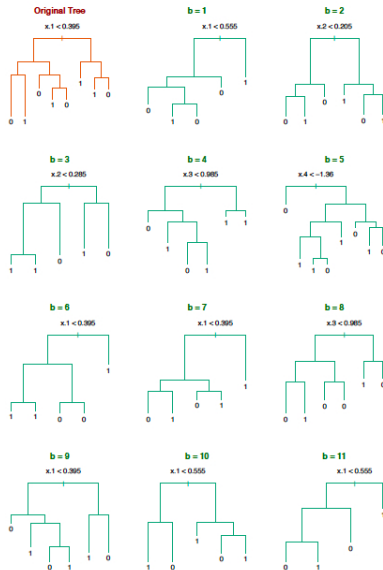 Original Tree
x.1 < 0.395
1
0
1 0
1 0
0 1
b = 1
x.1 < 0.555
1
0
0
1 0
b = 2
x.2 < 0.205
0 1
0 1
0 1
b = 3
x.2 < 0.285
1 0
0
1 1
b = 4
x.3 < 0.985
0 1 1
1
0 1
b = 5
x.4 < −1.36
0
0
1
1 0
1 0
b = 6
x.1 < 0.395
1
1 1 0 0
b = 7
x.1 < 0.395
1
0 1
0 1
b = 8
x.3 < 0.985
1 0
0 0
0 1
b = 9
x.1 < 0.395
0
1 1 0
0 1
b = 10
x.1 < 0.555
1
0
1 0 0 1
b = 11
x.1 < 0.555
0
0 1